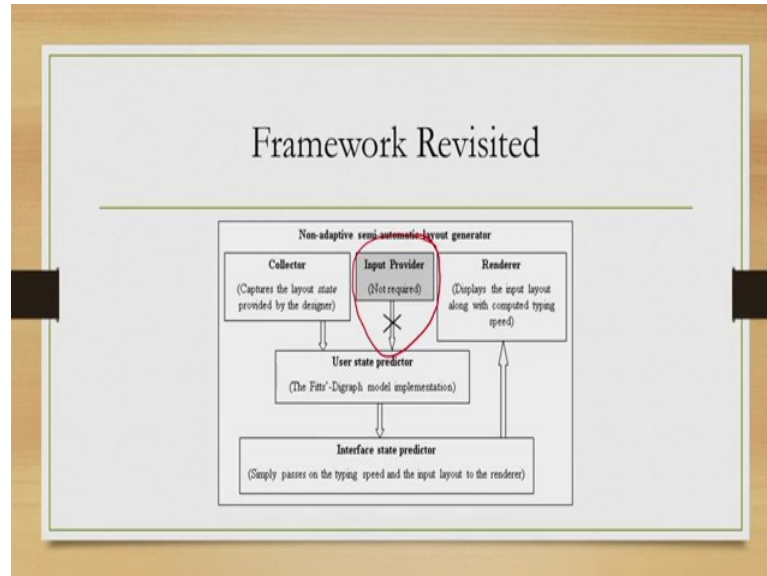 Framework Revisited
Non-adaptive semi automatic layout generator
Collector
(Captures the layout state
provided by the designer)
Input Provider
(Not required)
Renderer
(Displays the input layout
along with computed typing
speed)
User state predictor
(The Fitts'-Digraph model implementation)
Interface state predictor
(Simply passes on the typing speed and the input layout to the renderer)